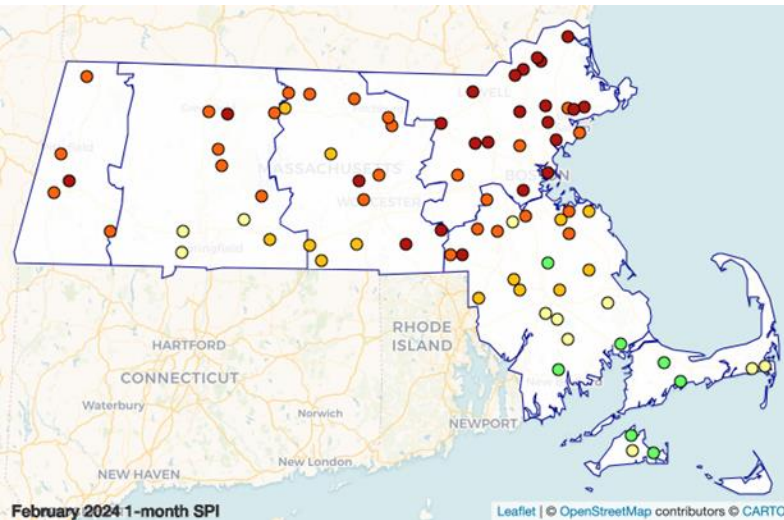 LOWELL
MASSACHUSETTS
BOSTON
WORCESTER
Springfield
RHODE
ISLAND
HARTFORD
CONNECTICUT
Waterbury
Norwich
NEWPORT
New London
NEW HAVEN
February 2024 1-month SPI
Leaflet | © OpenStreetMap contributors © CARTO